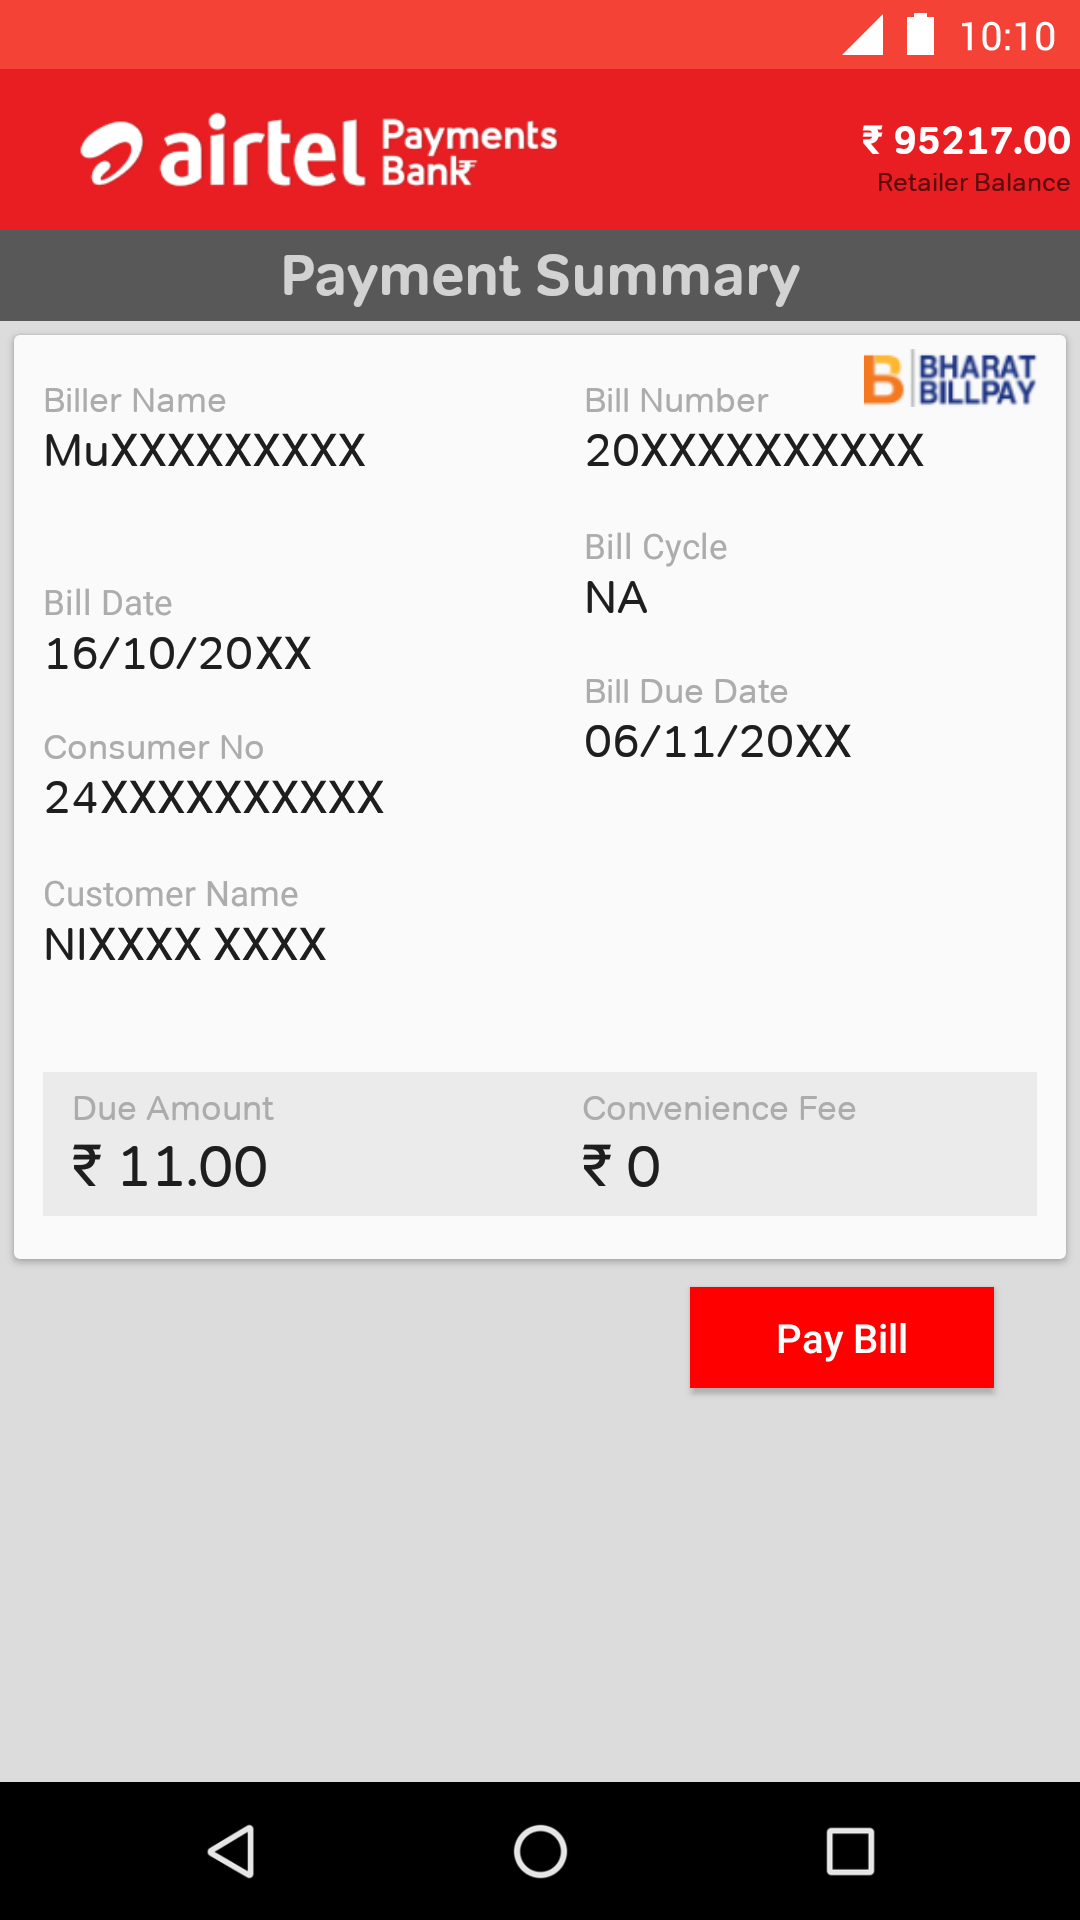 10:10
airtel Payments Bank
₹ 95217.00
Retailer Balance
Payment Summary
B BHARAT BILLPAY
Biller Name
MuXXXXXXXXX
Bill Number
20XXXXXXXXXX
Bill Cycle
NA
Bill Date
16/10/20XX
Bill Due Date
06/11/20XX
Consumer No
24XXXXXXXXXX
Customer Name
NIXXXX XXXX
Due Amount
₹ 11.00
Convenience Fee
₹ 0
Pay Bill